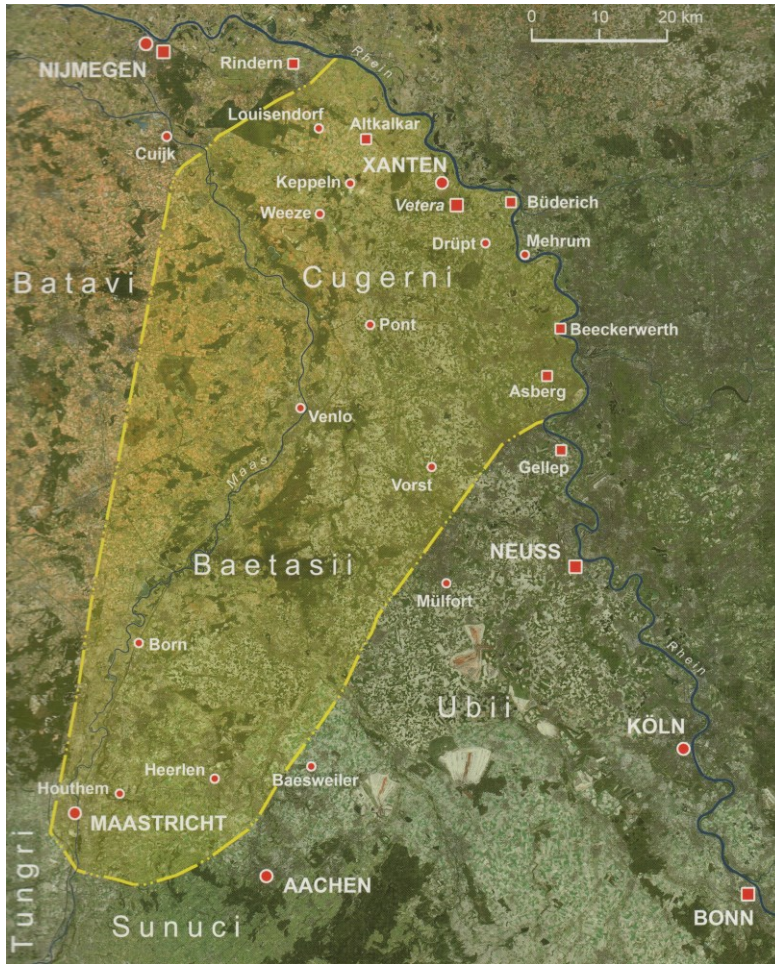 0 10 20 km
NIJMEGEN
Rindern
Rhein
Louisendorf
Altkalkar
Cuijk
XANTEN
Keppeln
Vetera
Büderich
Weeze
Drüpt
Mehrum
Batavi
Cugerni
Pont
Beeckerwerth
Asberg
Venlo
Gellep
Maas
Vorst
NEUSS
Baetasii
Mülfort
Born
Rhein
Ubii
KÖLN
Heerlen
Baesweiler
Houthem
MAASTRICHT
Tungri
AACHEN
Sunuci
BONN